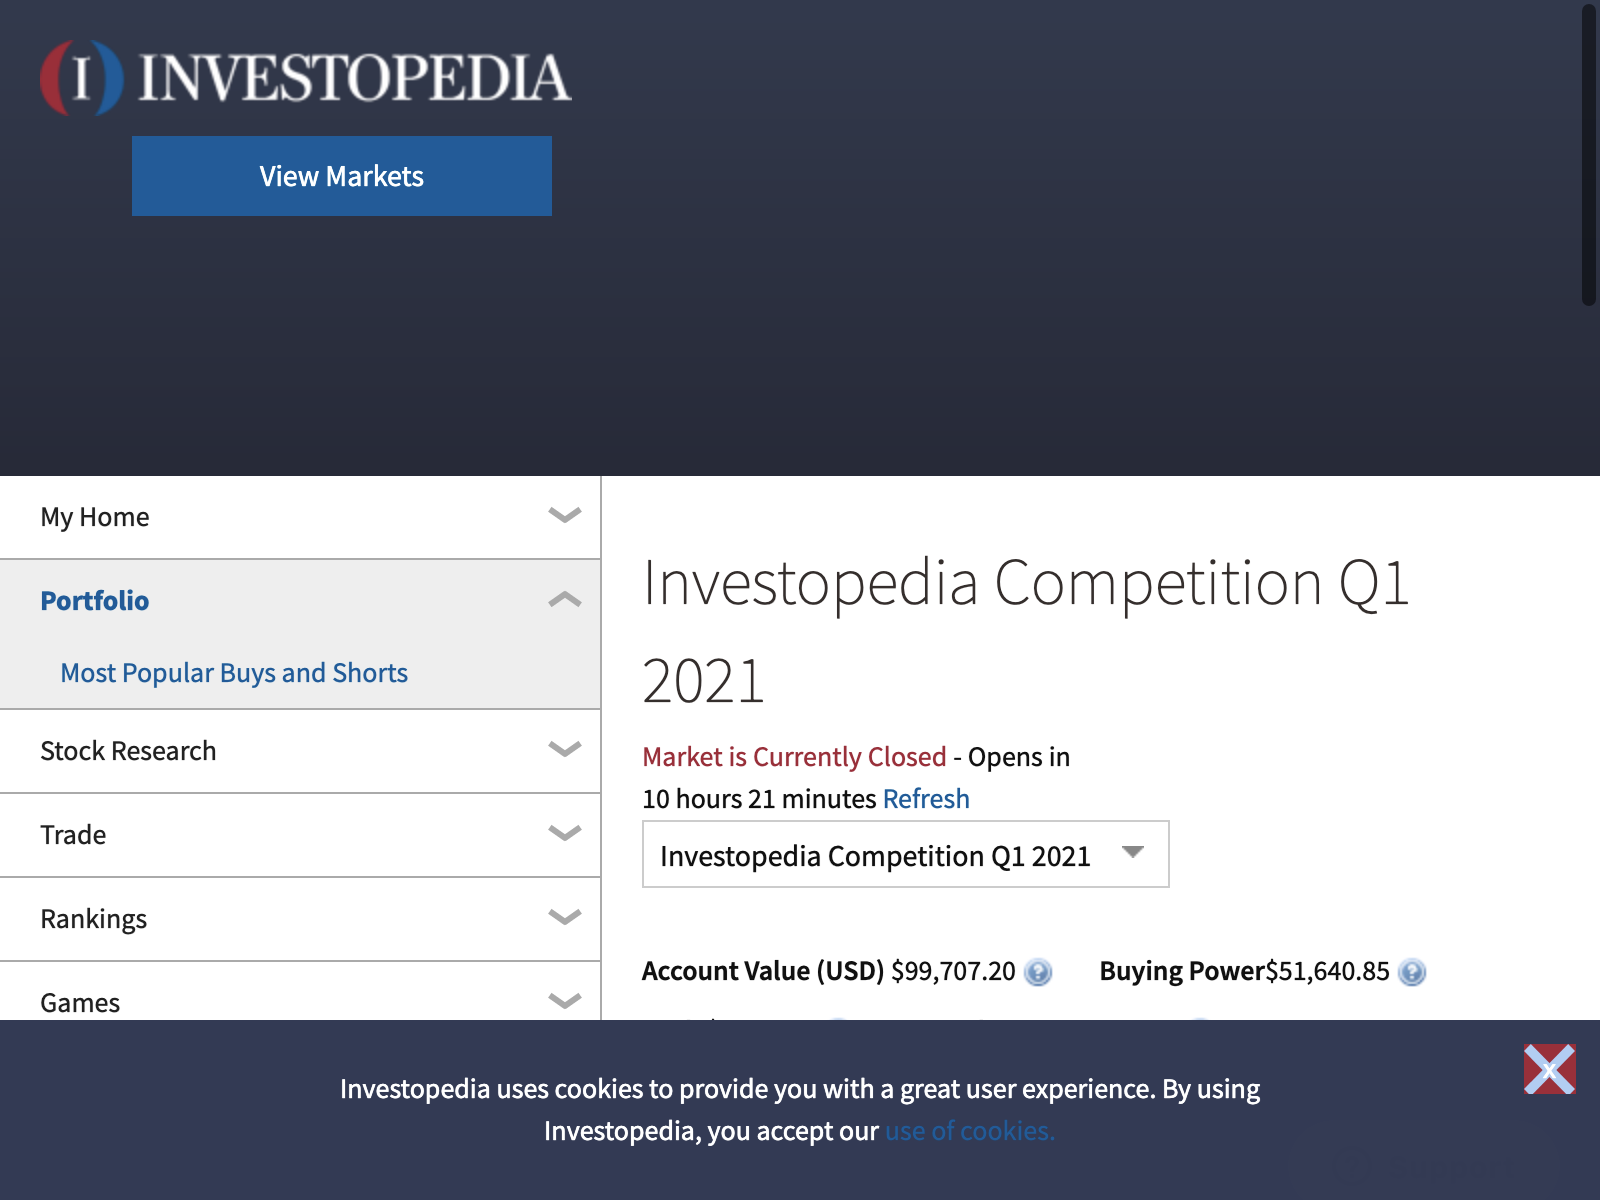 INVESTOPEDIA
View Markets
My Home
Portfolio
Most Popular Buys and Shorts
Stock Research
Trade
Rankings
Games
Investopedia Competition Q1
2021
Market is Currently Closed - Opens in
10 hours 21 minutes Refresh
Investopedia Competition Q1 2021
Account Value (USD) $99,707.20 ? Buying Power$51,640.85 ?
Investopedia uses cookies to provide you with a great user experience. By using
Investopedia, you accept our use of cookies.
x